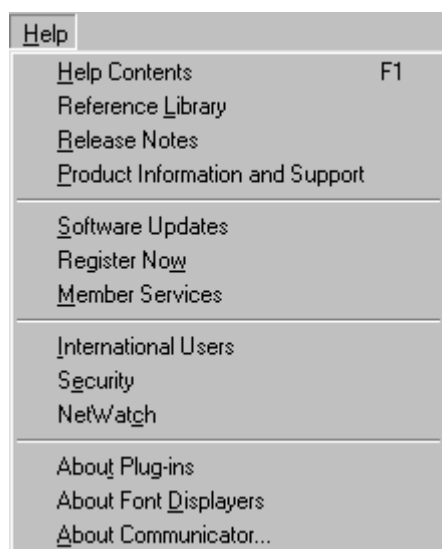 Help
Help Contents F1
Reference Library
Release Notes
Product Information and Support
Software Updates
Register Now
Member Services
International Users
Security
NetWatch
About Plug-ins
About Font Displayers
About Communicator...